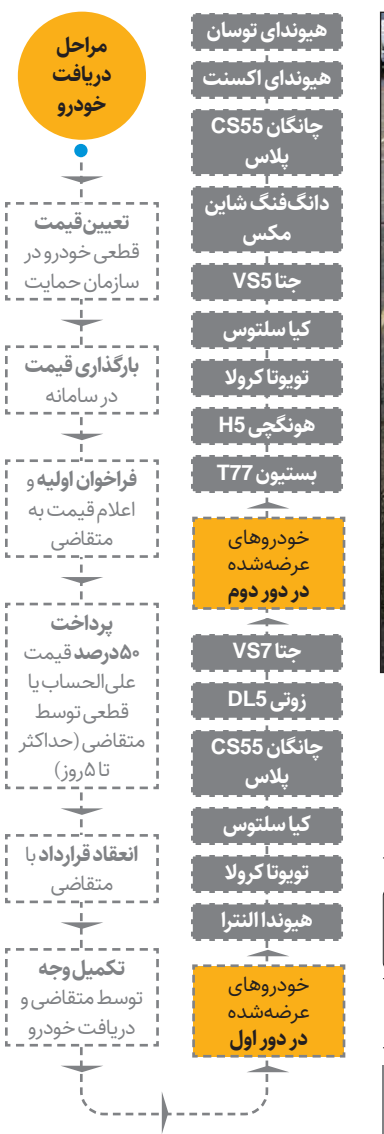 مراحل
دریافت
خودرو
تعیین قیمت
قطعی خودرو در
سازمان حمایت
بارگذاری قیمت
در سامانه
فراخوان اولیه و
اعلام قیمت به
متقاضی
پرداخت
۵۰درصد قیمت
علی‌الحساب یا
قطعی توسط
متقاضی (حداکثر
تا ۵روز)
انعقاد قرارداد با
متقاضی
تکمیل وجه
توسط متقاضی و
دریافت خودرو
خودروهای
عرضه‌شده
در دور اول
هیوندا النترا
تویوتا کرولا
کیا سلتوس
چانگان CS55
پلاس
زوتی DL5
جتا VS7
خودروهای
عرضه‌شده
در دور دوم
بستیون T77
هونگچی H5
تویوتا کرولا
کیا سلتوس
جتا VS5
دانگ‌فنگ شاین
مکس
چانگان CS55
پلاس
هیوندای اکسنت
هیوندای توسان